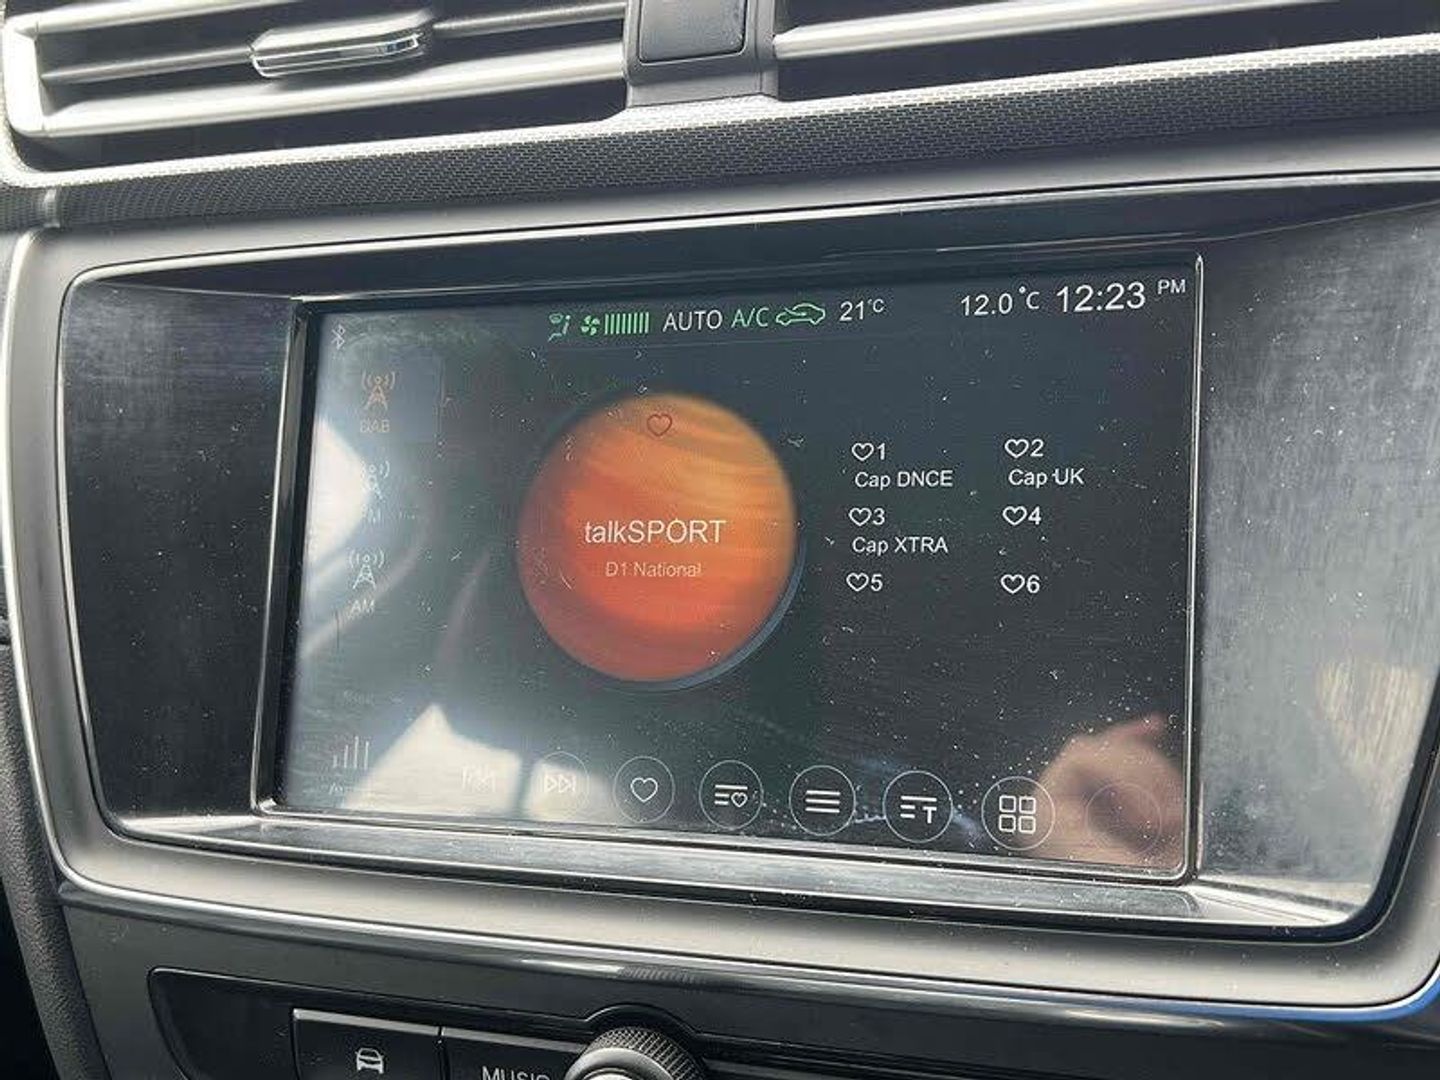 AUTO A/C 21°C 12.0°C 12:23 PM
DAB
AM
talkSPORT
D1 National
1 2
Cap DNCE Cap UK
3 4
Cap XTRA
5 6
T
MUSIC